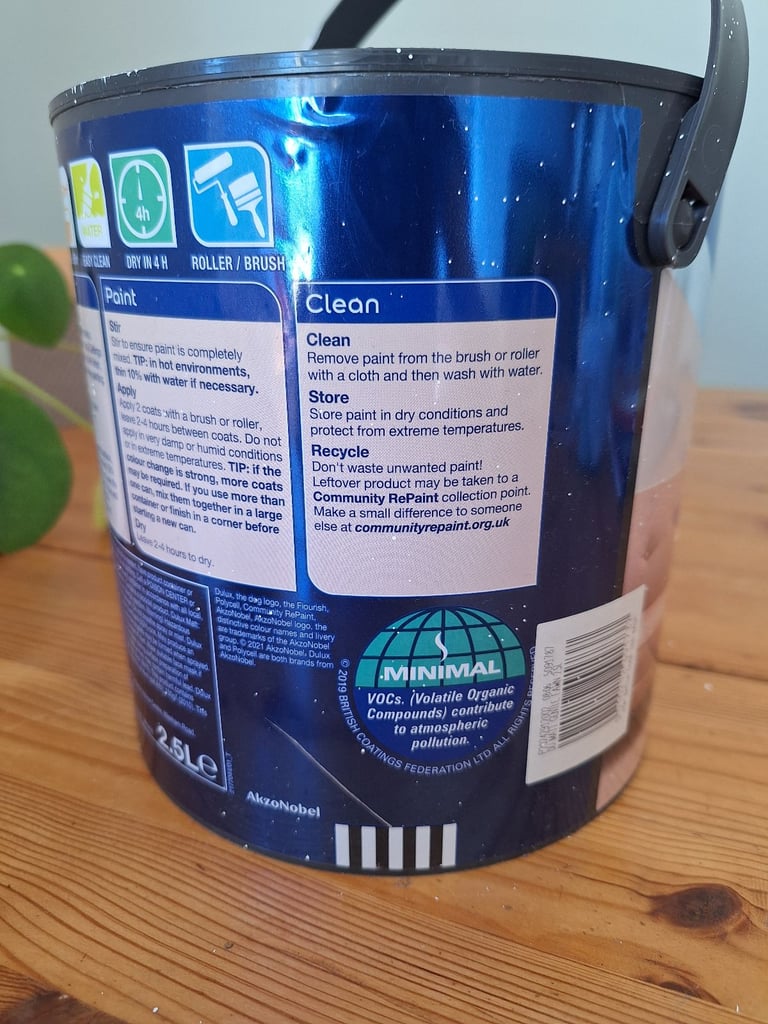 4h
WATER
EASY CLEAN
DRY IN 4 H
ROLLER / BRUSH
Paint
Stir
Stir to ensure paint is completely
mixed. TIP: in hot environments,
thin 10% with water if necessary.
Apply
Apply 2 coats with a brush or roller,
leave 2-4 hours between coats. Do not
apply in very damp or humid conditions
or in extreme temperatures. TIP: if the
colour change is strong, more coats
may be required. If you use more than
one can, mix them together in a large
container or finish in a corner before
starting a new can.
Dry
Leave 2-4 hours to dry.
Clean
Clean
Remove paint from the brush or roller
with a cloth and then wash with water.
Store
Store paint in dry conditions and
protect from extreme temperatures.
Recycle
Don't waste unwanted paint!
Leftover product may be taken to a
Community RePaint collection point.
Make a small difference to someone
else at communityrepaint.org.uk
Dulux, the dog logo, the Flourish,
Polycell, Community RePaint,
AkzoNobel, AkzoNobel logo, the
distinctive colour names and livery
are trademarks of the AkzoNobel
group. © 2021 AkzoNobel. Dulux
and Polycell are both brands from
AkzoNobel.
2.5L℮
AkzoNobel
MINIMAL
VOCs. (Volatile Organic
Compounds) contribute
to atmospheric
pollution.
© 2019 BRITISH COATINGS FEDERATION LTD ALL RIGHTS RESERVED